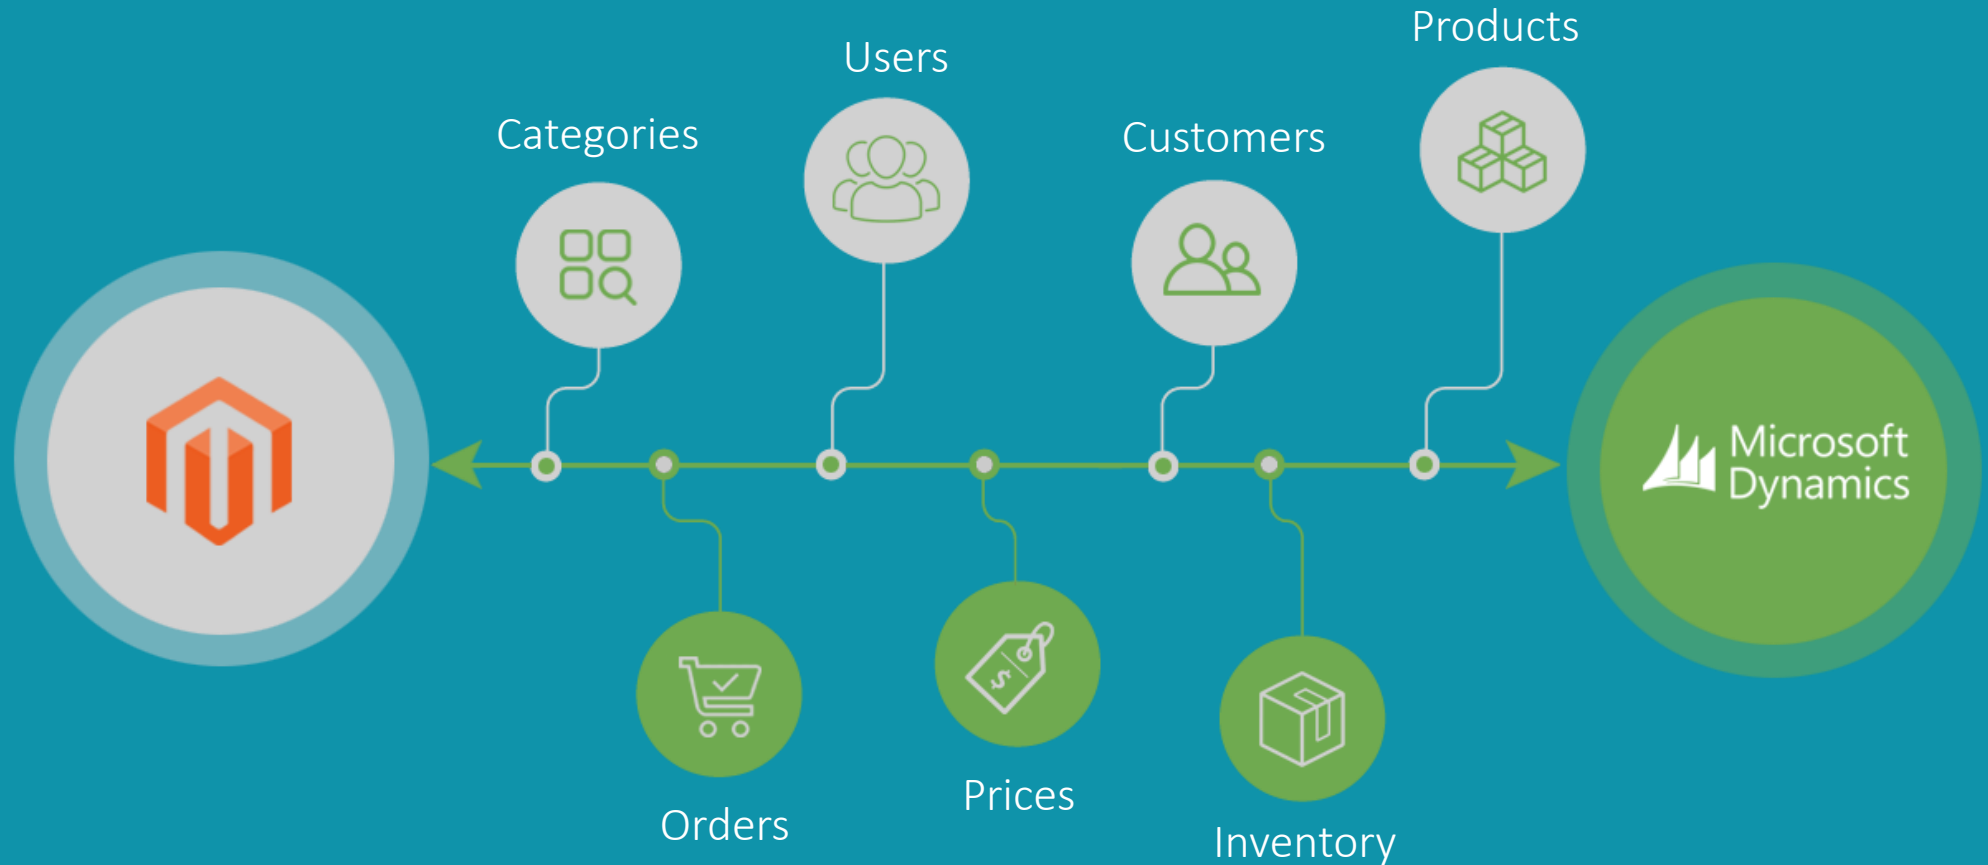 Products
Users
Categories
Customers
Microsoft
Dynamics
$
Prices
Orders
Inventory